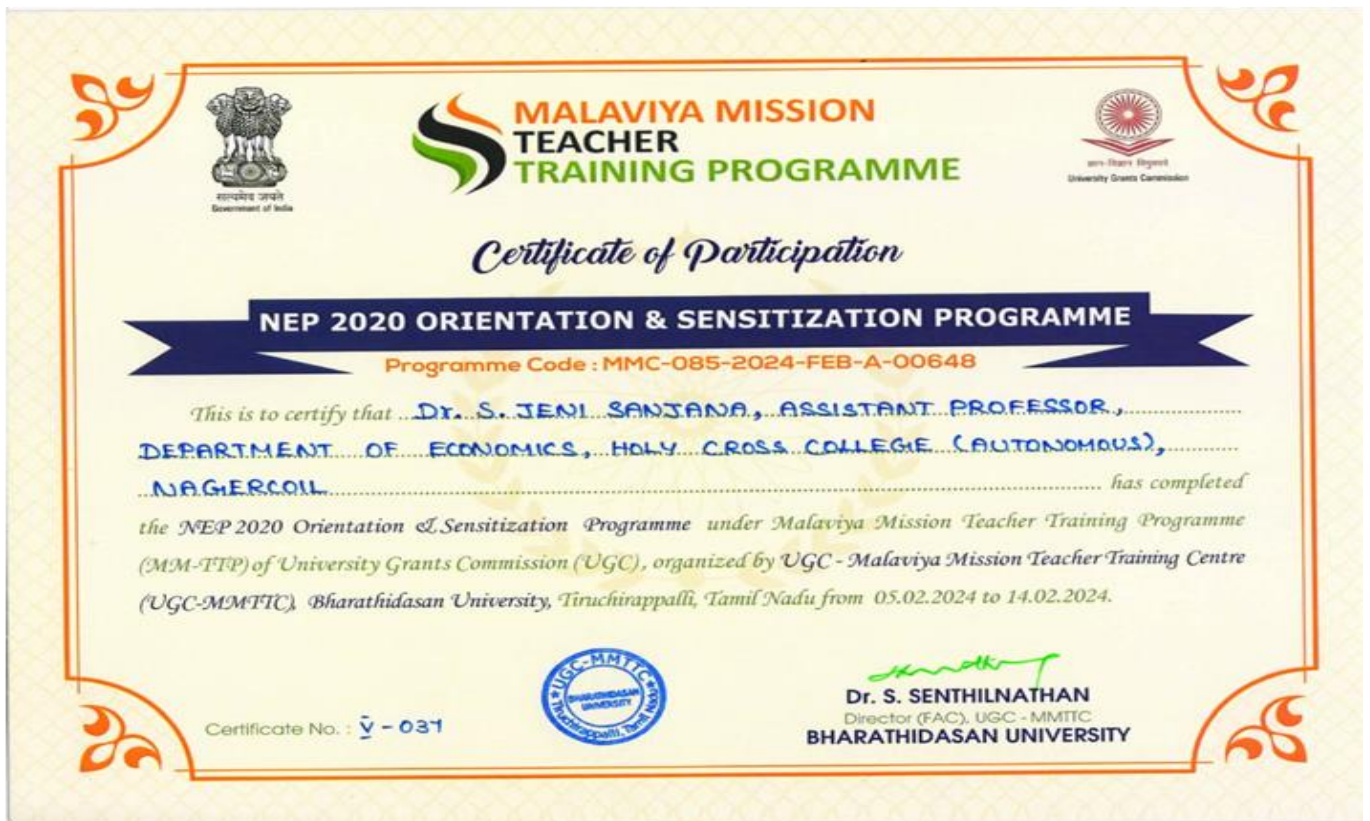 सत्यमेव जयते
Government of India
MALAVIYA MISSION
TEACHER
TRAINING PROGRAMME
ज्ञान-विज्ञान विमुक्तये
University Grants Commission
Certificate of Participation
NEP 2020 ORIENTATION & SENSITIZATION PROGRAMME
Programme Code : MMC-085-2024-FEB-A-00648
This is to certify that Dr. S. JENI SANJANA, ASSISTANT PROFESSOR,
DEPARTMENT OF ECONOMICS, HOLY CROSS COLLEGE (AUTONOMOUS),
NAGERCOIL has completed
the NEP 2020 Orientation & Sensitization Programme under Malaviya Mission Teacher Training Programme
(MM-TTP) of University Grants Commission (UGC), organized by UGC - Malaviya Mission Teacher Training Centre
(UGC-MMTTC), Bharathidasan University, Tiruchirappalli, Tamil Nadu from 05.02.2024 to 14.02.2024.
UGC-MMTTC
BHARATHIDASAN
UNIVERSITY
Tiruchirappalli, Tamil Nadu
Dr. S. SENTHILNATHAN
Director (FAC), UGC - MMTTC
BHARATHIDASAN UNIVERSITY
Certificate No. : V - 031